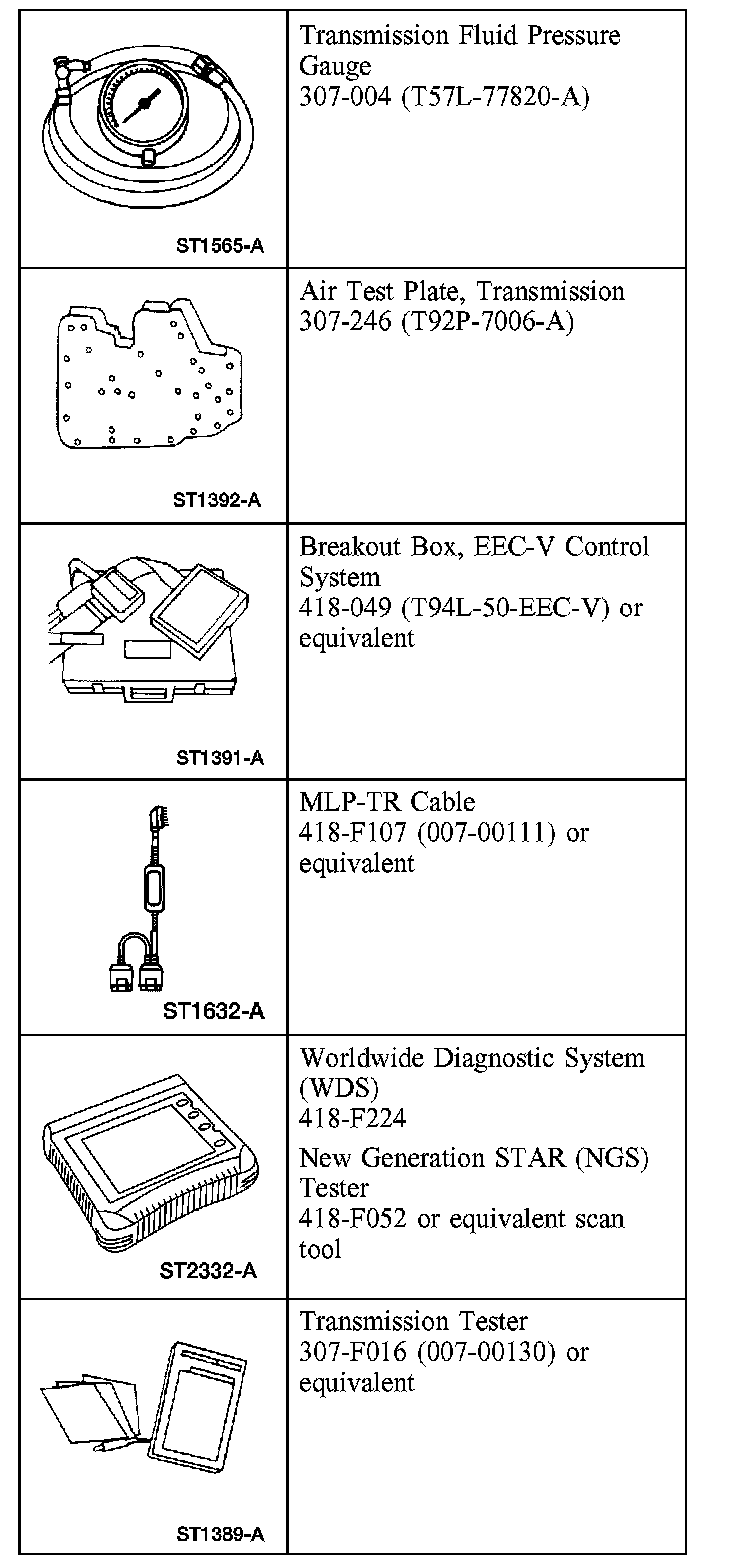 Transmission Fluid Pressure
Gauge
307-004 (T57L-77820-A)
ST1565-A
Air Test Plate, Transmission
307-246 (T92P-7006-A)
ST1392-A
Breakout Box, EEC-V Control
System
418-049 (T94L-50-EEC-V) or
equivalent
ST1391-A
MLP-TR Cable
418-F107 (007-00111) or
equivalent
ST1632-A
Worldwide Diagnostic System
(WDS)
418-F224
New Generation STAR (NGS)
Tester
418-F052 or equivalent scan
tool
ST2332-A
Transmission Tester
307-F016 (007-00130) or
equivalent
ST1389-A